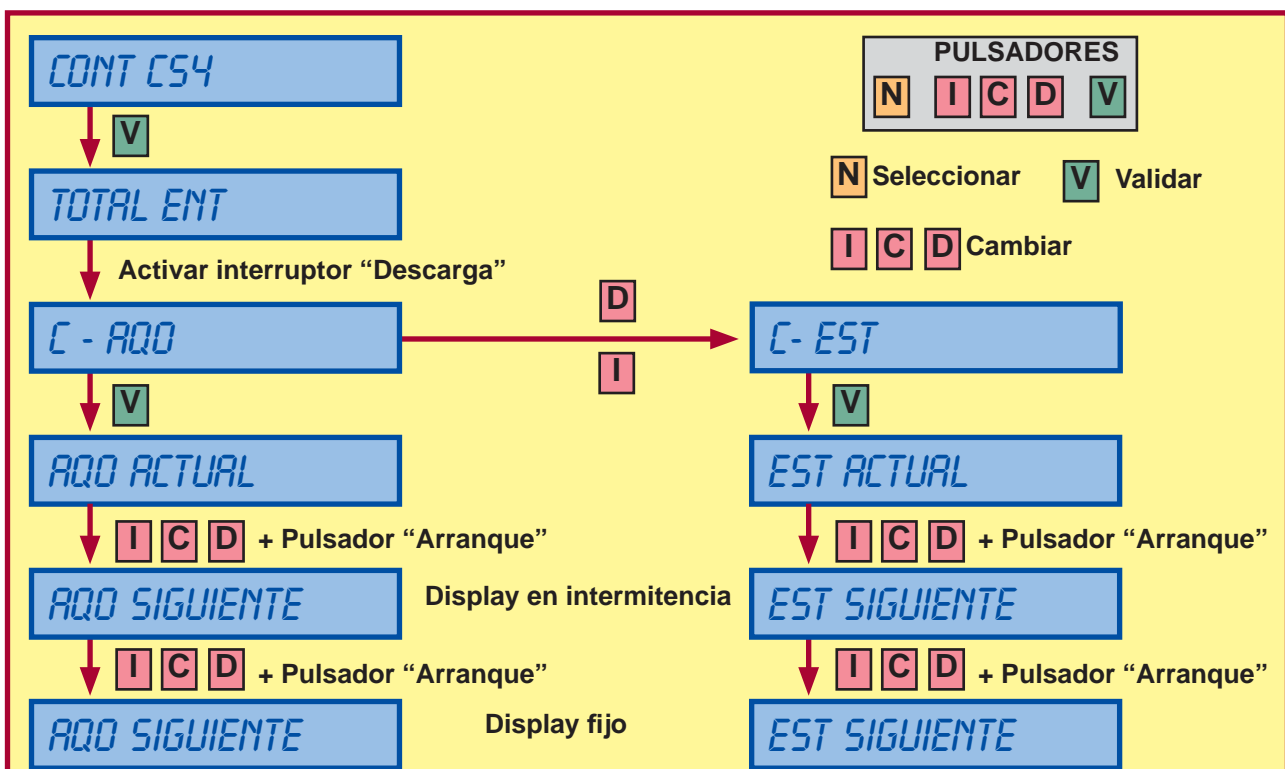 CONT CS4
PULSADORES
N I C D V
V
N Seleccionar V Validar
TOTAL ENT
I C D Cambiar
Activar interruptor “Descarga”
D
C - AQO
C- EST
I
V
V
AQO ACTUAL
EST ACTUAL
I C D + Pulsador “Arranque”
I C D + Pulsador “Arranque”
AQO SIGUIENTE
Display en intermitencia
EST SIGUIENTE
I C D + Pulsador “Arranque”
I C D + Pulsador “Arranque”
AQO SIGUIENTE
Display fijo
EST SIGUIENTE